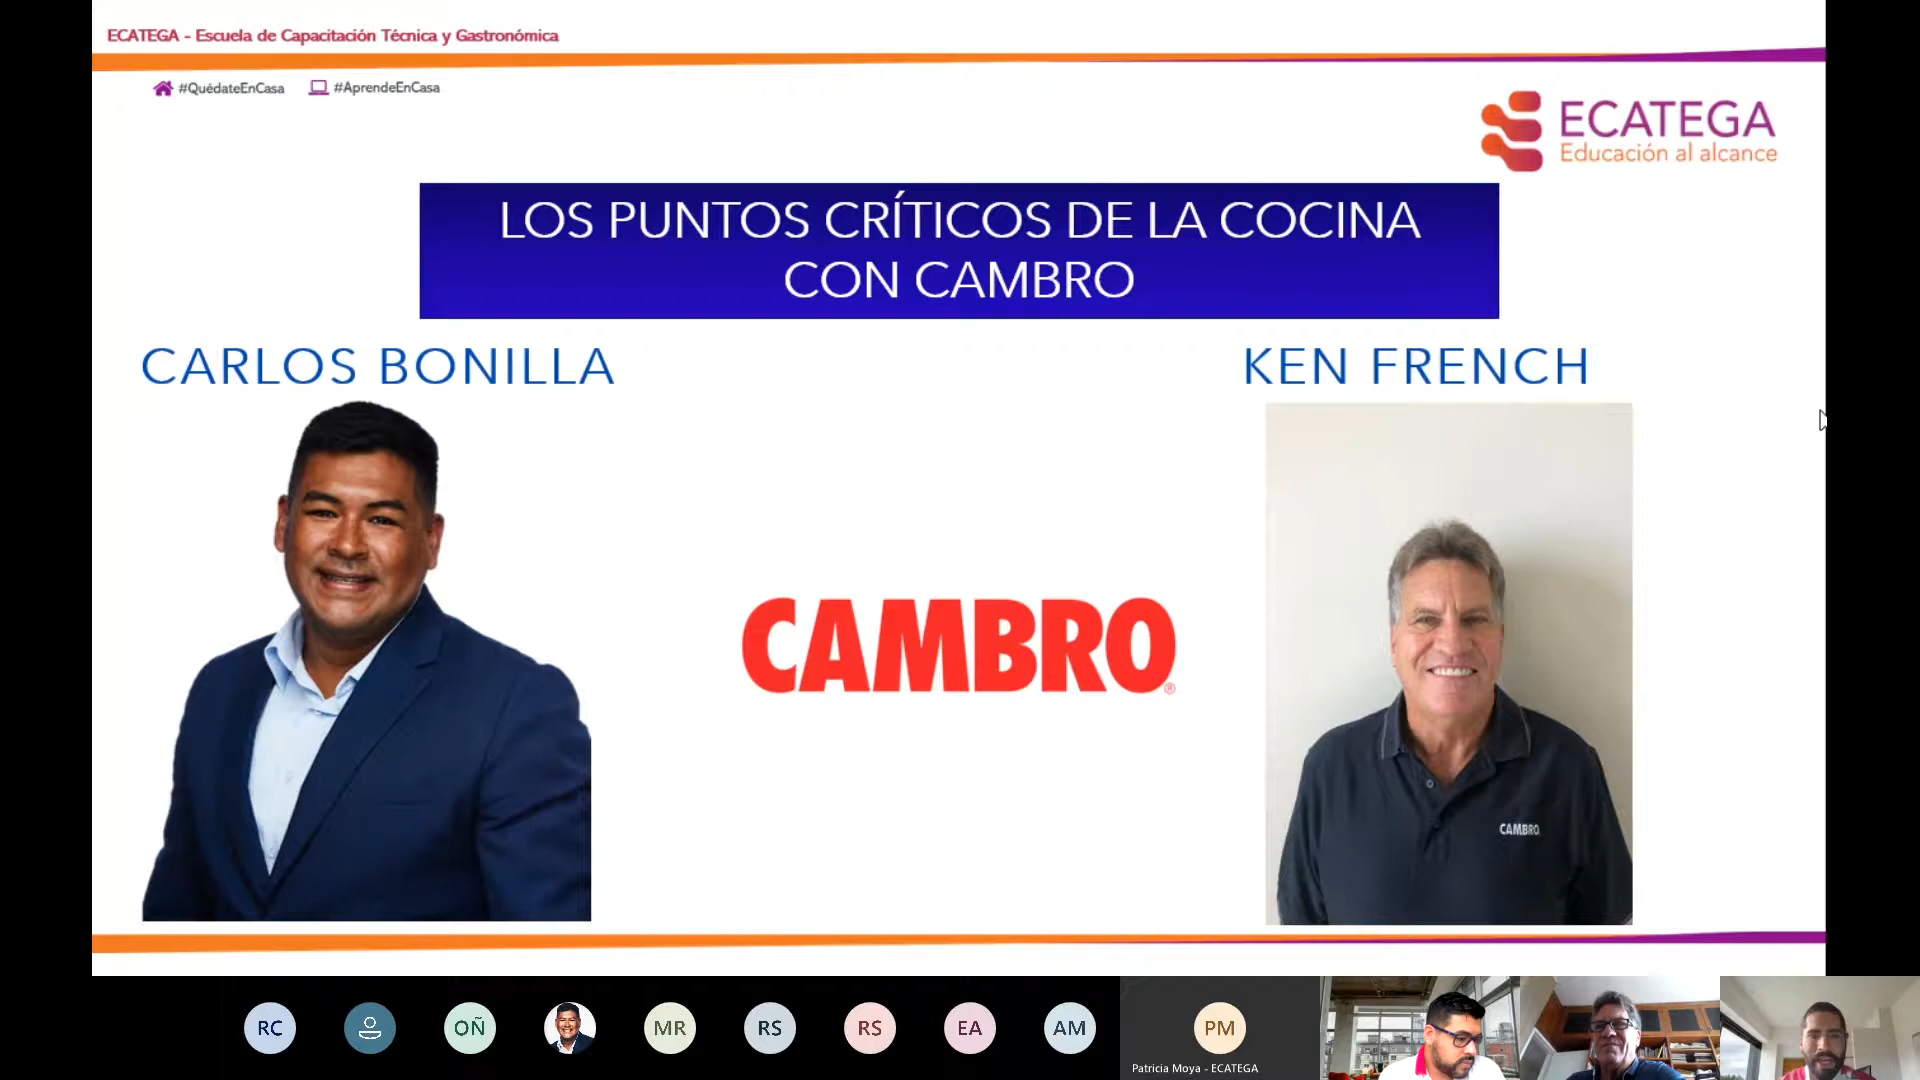 ECATEGA - Escuela de Capacitación Técnica y Gastronómica
#QuédateEnCasa #AprendeEnCasa
ECATEGA
Educación al alcance
LOS PUNTOS CRÍTICOS DE LA COCINA
CON CAMBRO
CARLOS BONILLA
KEN FRENCH
CAMBRO®
CAMBRO
RC
OÑ
MR
RS
RS
EA
AM
PM
Patricia Moya - ECATEGA